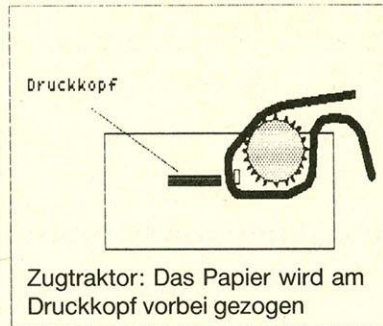 Druckkopf
Zugtraktor: Das Papier wird am
Druckkopf vorbei gezogen